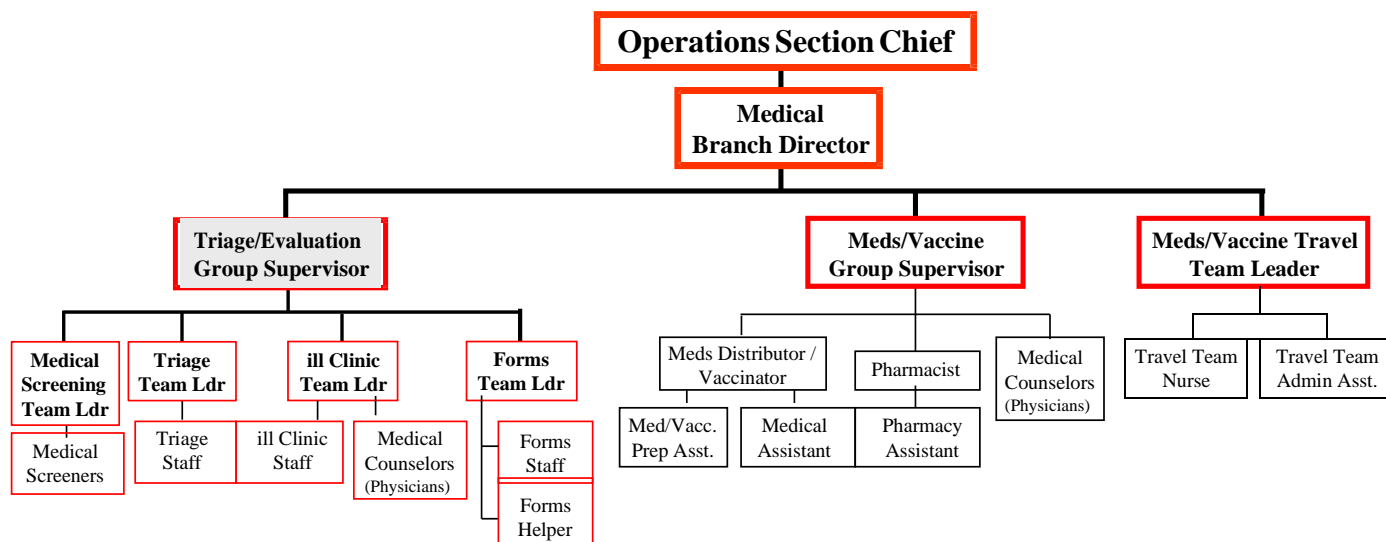 Operations Section Chief
Medical
Branch Director
Triage/Evaluation
Group Supervisor
Meds/Vaccine
Group Supervisor
Meds/Vaccine Travel
Team Leader
Medical
Screening
Team Ldr
Triage
Team Ldr
ill Clinic
Team Ldr
Forms
Team Ldr
Meds Distributor /
Vaccinator
Pharmacist
Medical
Counselors
(Physicians)
Travel Team
Nurse
Travel Team
Admin Asst.
Medical
Screeners
Triage
Staff
ill Clinic
Staff
Medical
Counselors
(Physicians)
Forms
Staff
Forms
Helper
Med/Vacc.
Prep Asst.
Medical
Assistant
Pharmacy
Assistant